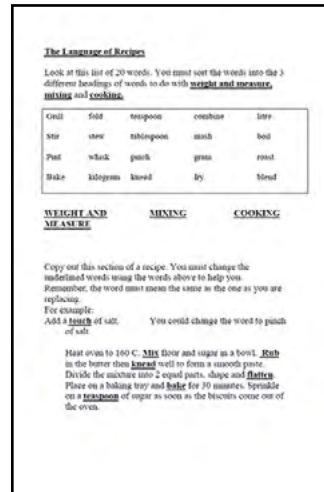 The Language of Recipes
Look at this list of 20 words. You must sort the words into the 3
different headings of words to do with weight and measure,
mixing and cooking.
Grill fold teaspoon combine litre
Stir stew tablespoon mash boil
Pint whisk pinch grams roast
Bake kilogram knead fry blend
WEIGHT AND MIXING COOKING
MEASURE
Copy out this section of a recipe. You must change the
underlined words using the words above to help you.
Remember, the word must mean the same as the one as you are
replacing.
For example:
Add a touch of salt. You could change the word to pinch
of salt.
Heat oven to 160 C. Mix flour and sugar in a bowl. Rub
in the butter then knead well to form a smooth paste.
Divide the mixture into 2 equal parts, shape and flatten.
Place on a baking tray and bake for 30 minutes. Sprinkle
on a teaspoon of sugar as soon as the biscuits come out of
the oven.